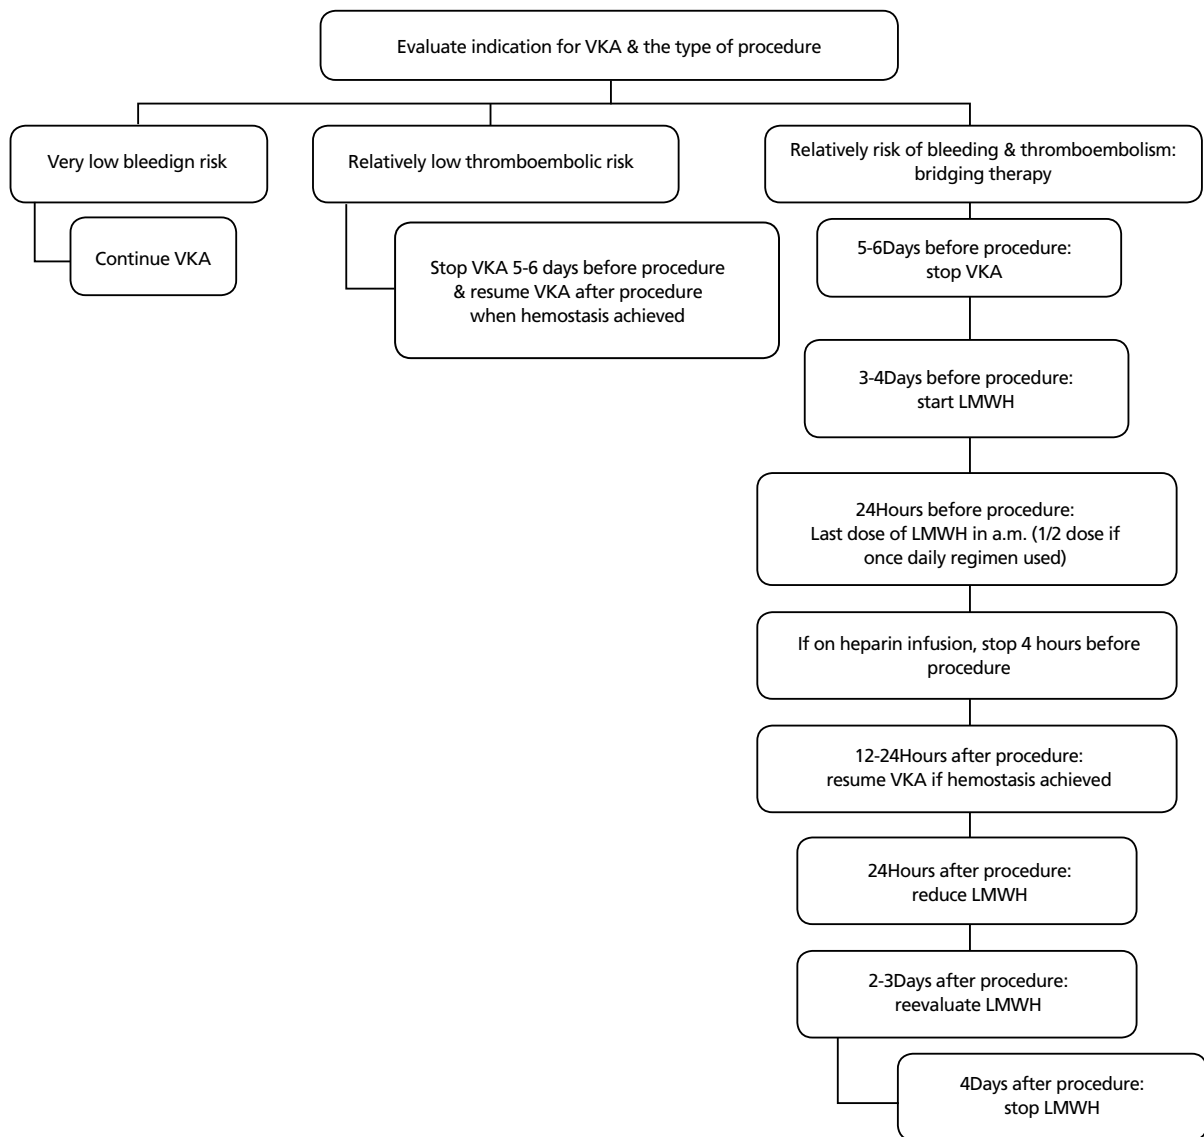 Evaluate indication for VKA & the type of procedure
Very low bleedign risk
Continue VKA
Relatively low thromboembolic risk
Stop VKA 5-6 days before procedure
& resume VKA after procedure
when hemostasis achieved
Relatively risk of bleeding & thromboembolism:
bridging therapy
5-6Days before procedure:
stop VKA
3-4Days before procedure:
start LMWH
24Hours before procedure:
Last dose of LMWH in a.m. (1/2 dose if
once daily regimen used)
If on heparin infusion, stop 4 hours before
procedure
12-24Hours after procedure:
resume VKA if hemostasis achieved
24Hours after procedure:
reduce LMWH
2-3Days after procedure:
reevaluate LMWH
4Days after procedure:
stop LMWH